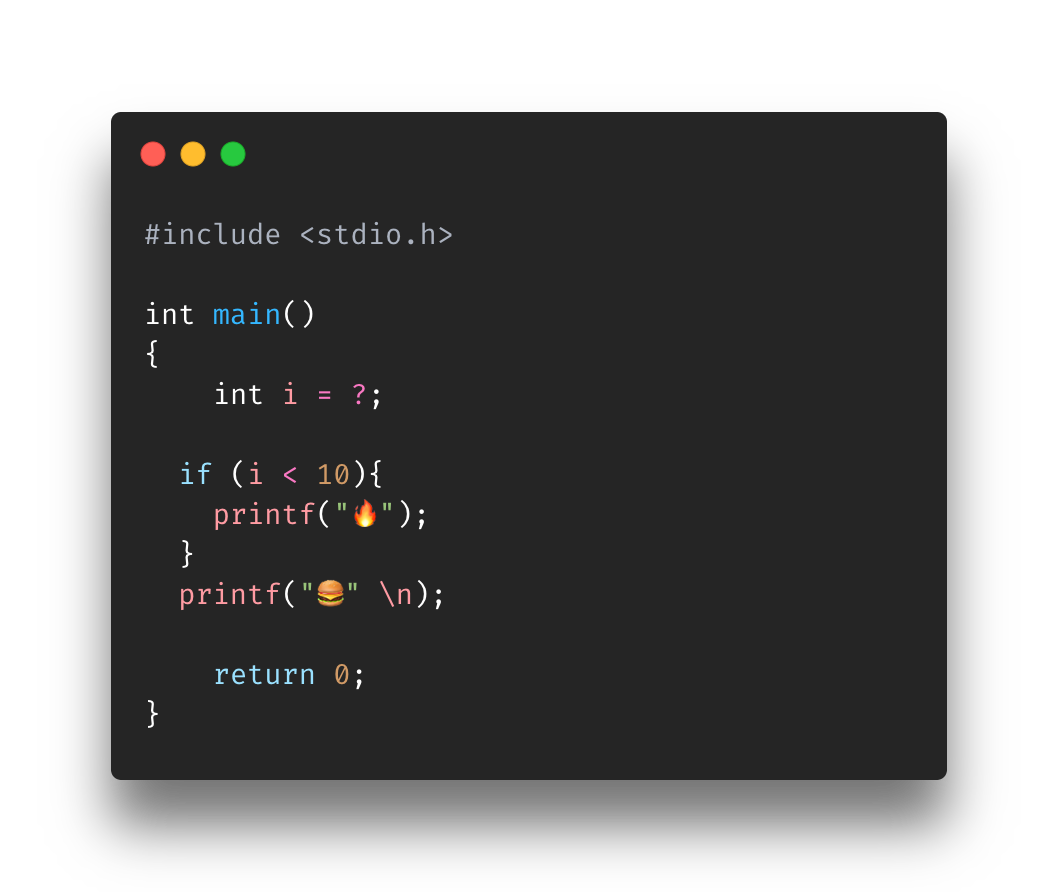 #include <stdio.h>
int main()
{
int i = ?;
if (i < 10){
printf("🔥");
}
printf("🍔" \n);
return 0;
}